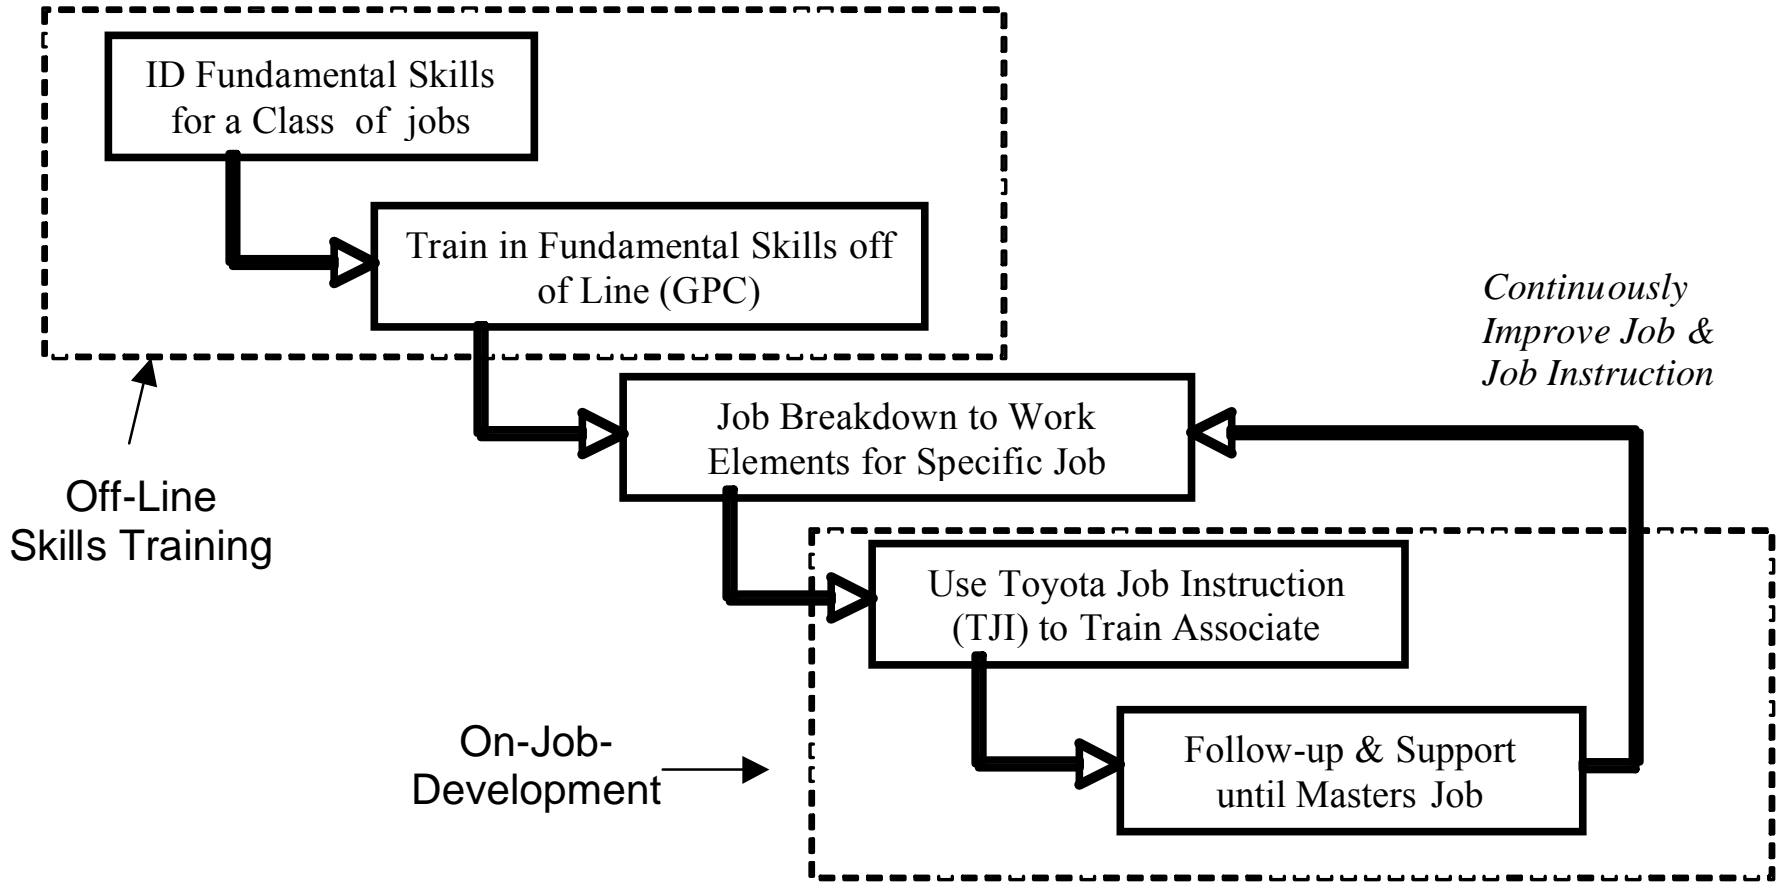 ID Fundamental Skills
for a Class of jobs
Train in Fundamental Skills off
of Line (GPC)
Continuously
Improve Job &
Job Instruction
Job Breakdown to Work
Elements for Specific Job
Off-Line
Skills Training
Use Toyota Job Instruction
(TJI) to Train Associate
On-Job-
Development
Follow-up & Support
until Masters Job